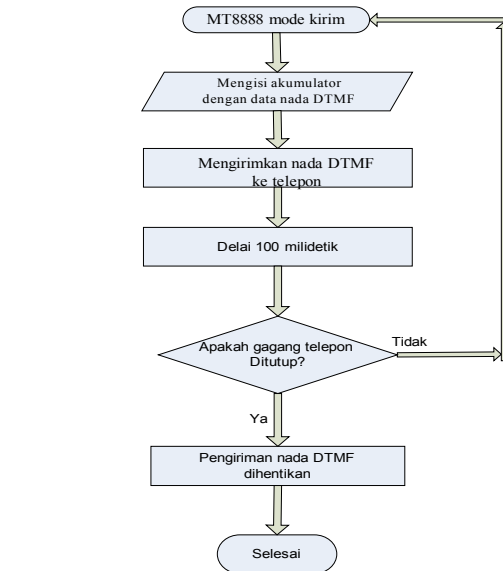 MT8888 mode kirim
Mengisi akumulator
dengan data nada DTMF
Mengirimkan nada DTMF
ke telepon
Delai 100 milidetik
Apakah gagang telepon
Ditutup?
Tidak
Ya
Pengiriman nada DTMF
dihentikan
Selesai